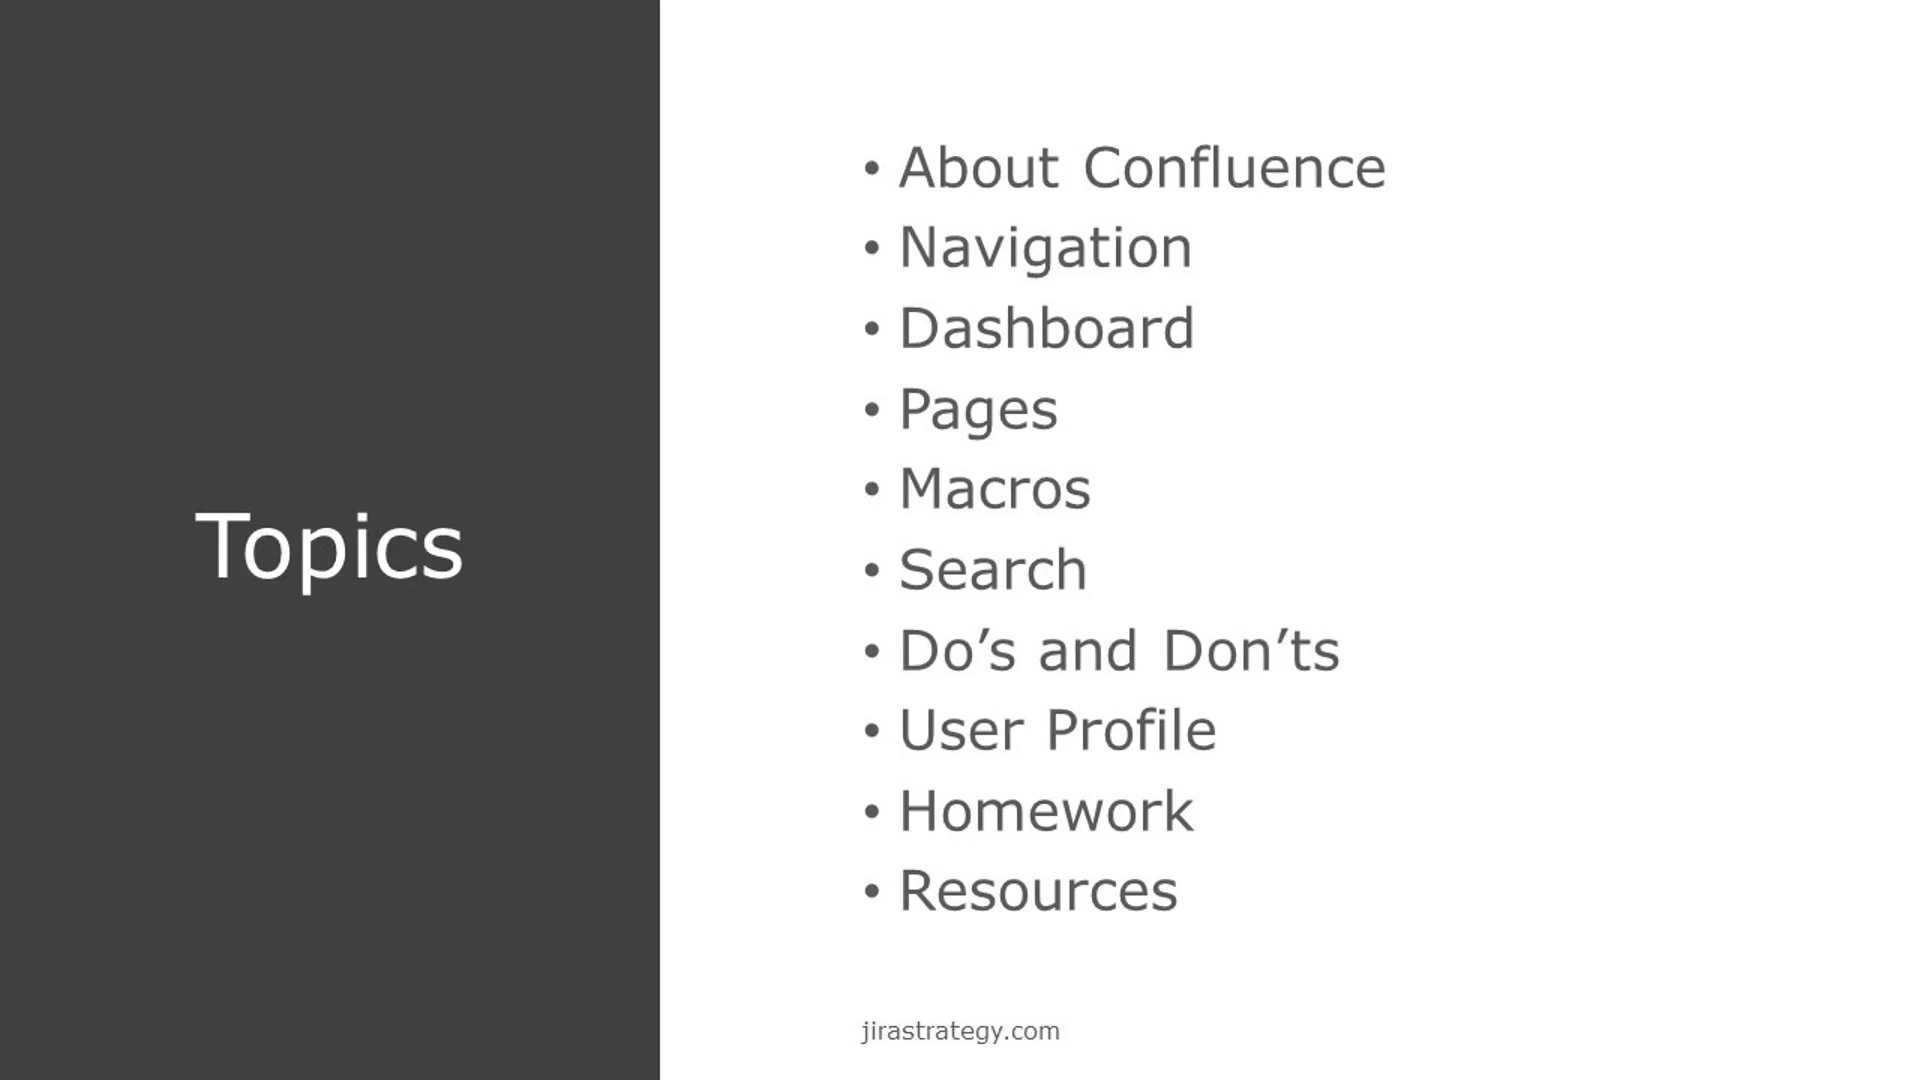 Topics
• About Confluence
• Navigation
• Dashboard
• Pages
• Macros
• Search
• Do’s and Don’ts
• User Profile
• Homework
• Resources
jirastrategy.com